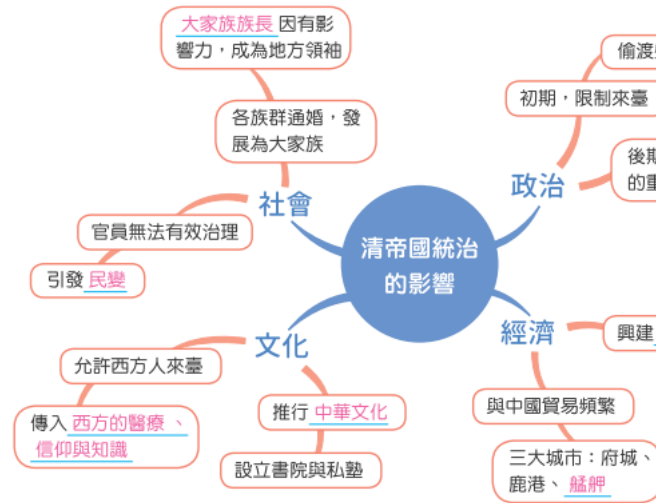 大家族族長 因有影
響力，成為地方領袖
各族群通婚，發
展為大家族
社會
官員無法有效治理
引發 民變
清帝國統治
的影響
政治
初期，限制來臺
偷渡
後期
的重
文化
允許西方人來臺
傳入 西方的醫療、
信仰與知識
推行 中華文化
設立書院與私塾
經濟
興建
與中國貿易頻繁
三大城市：府城、
鹿港、艋舺